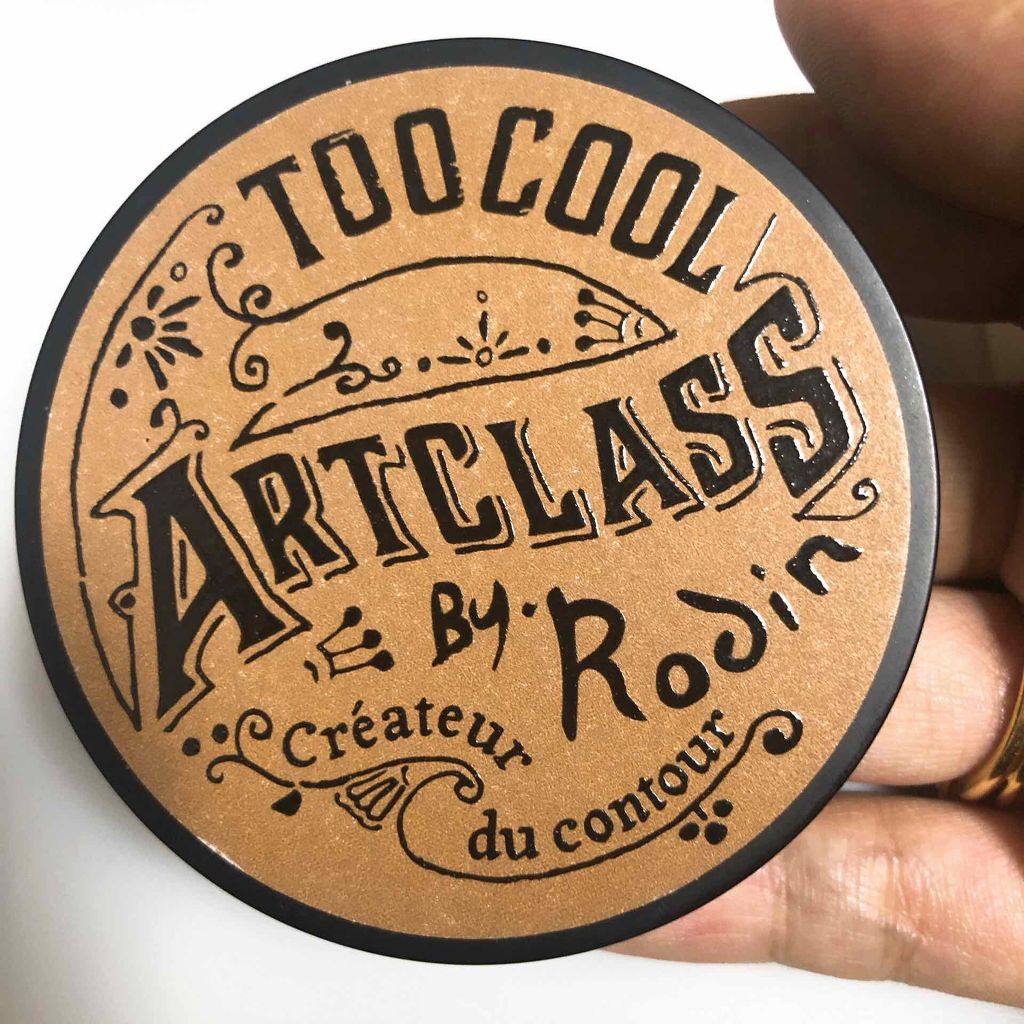 TOO COOL
ARTCLASS
BY. Rodin
Créateur
du contour